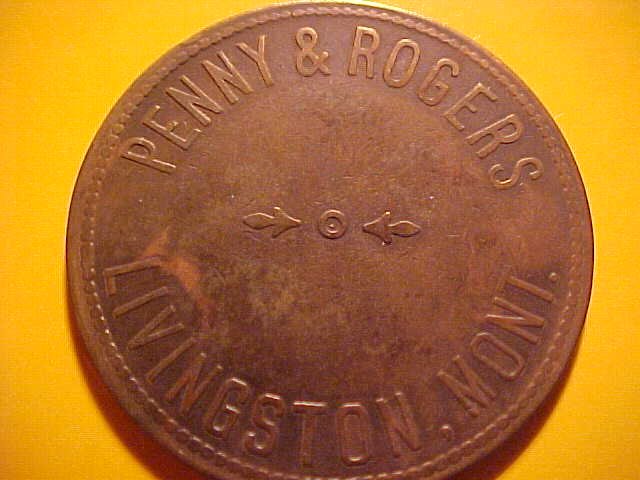 PENNY & ROGERS
LIVINGSTON, MONT.